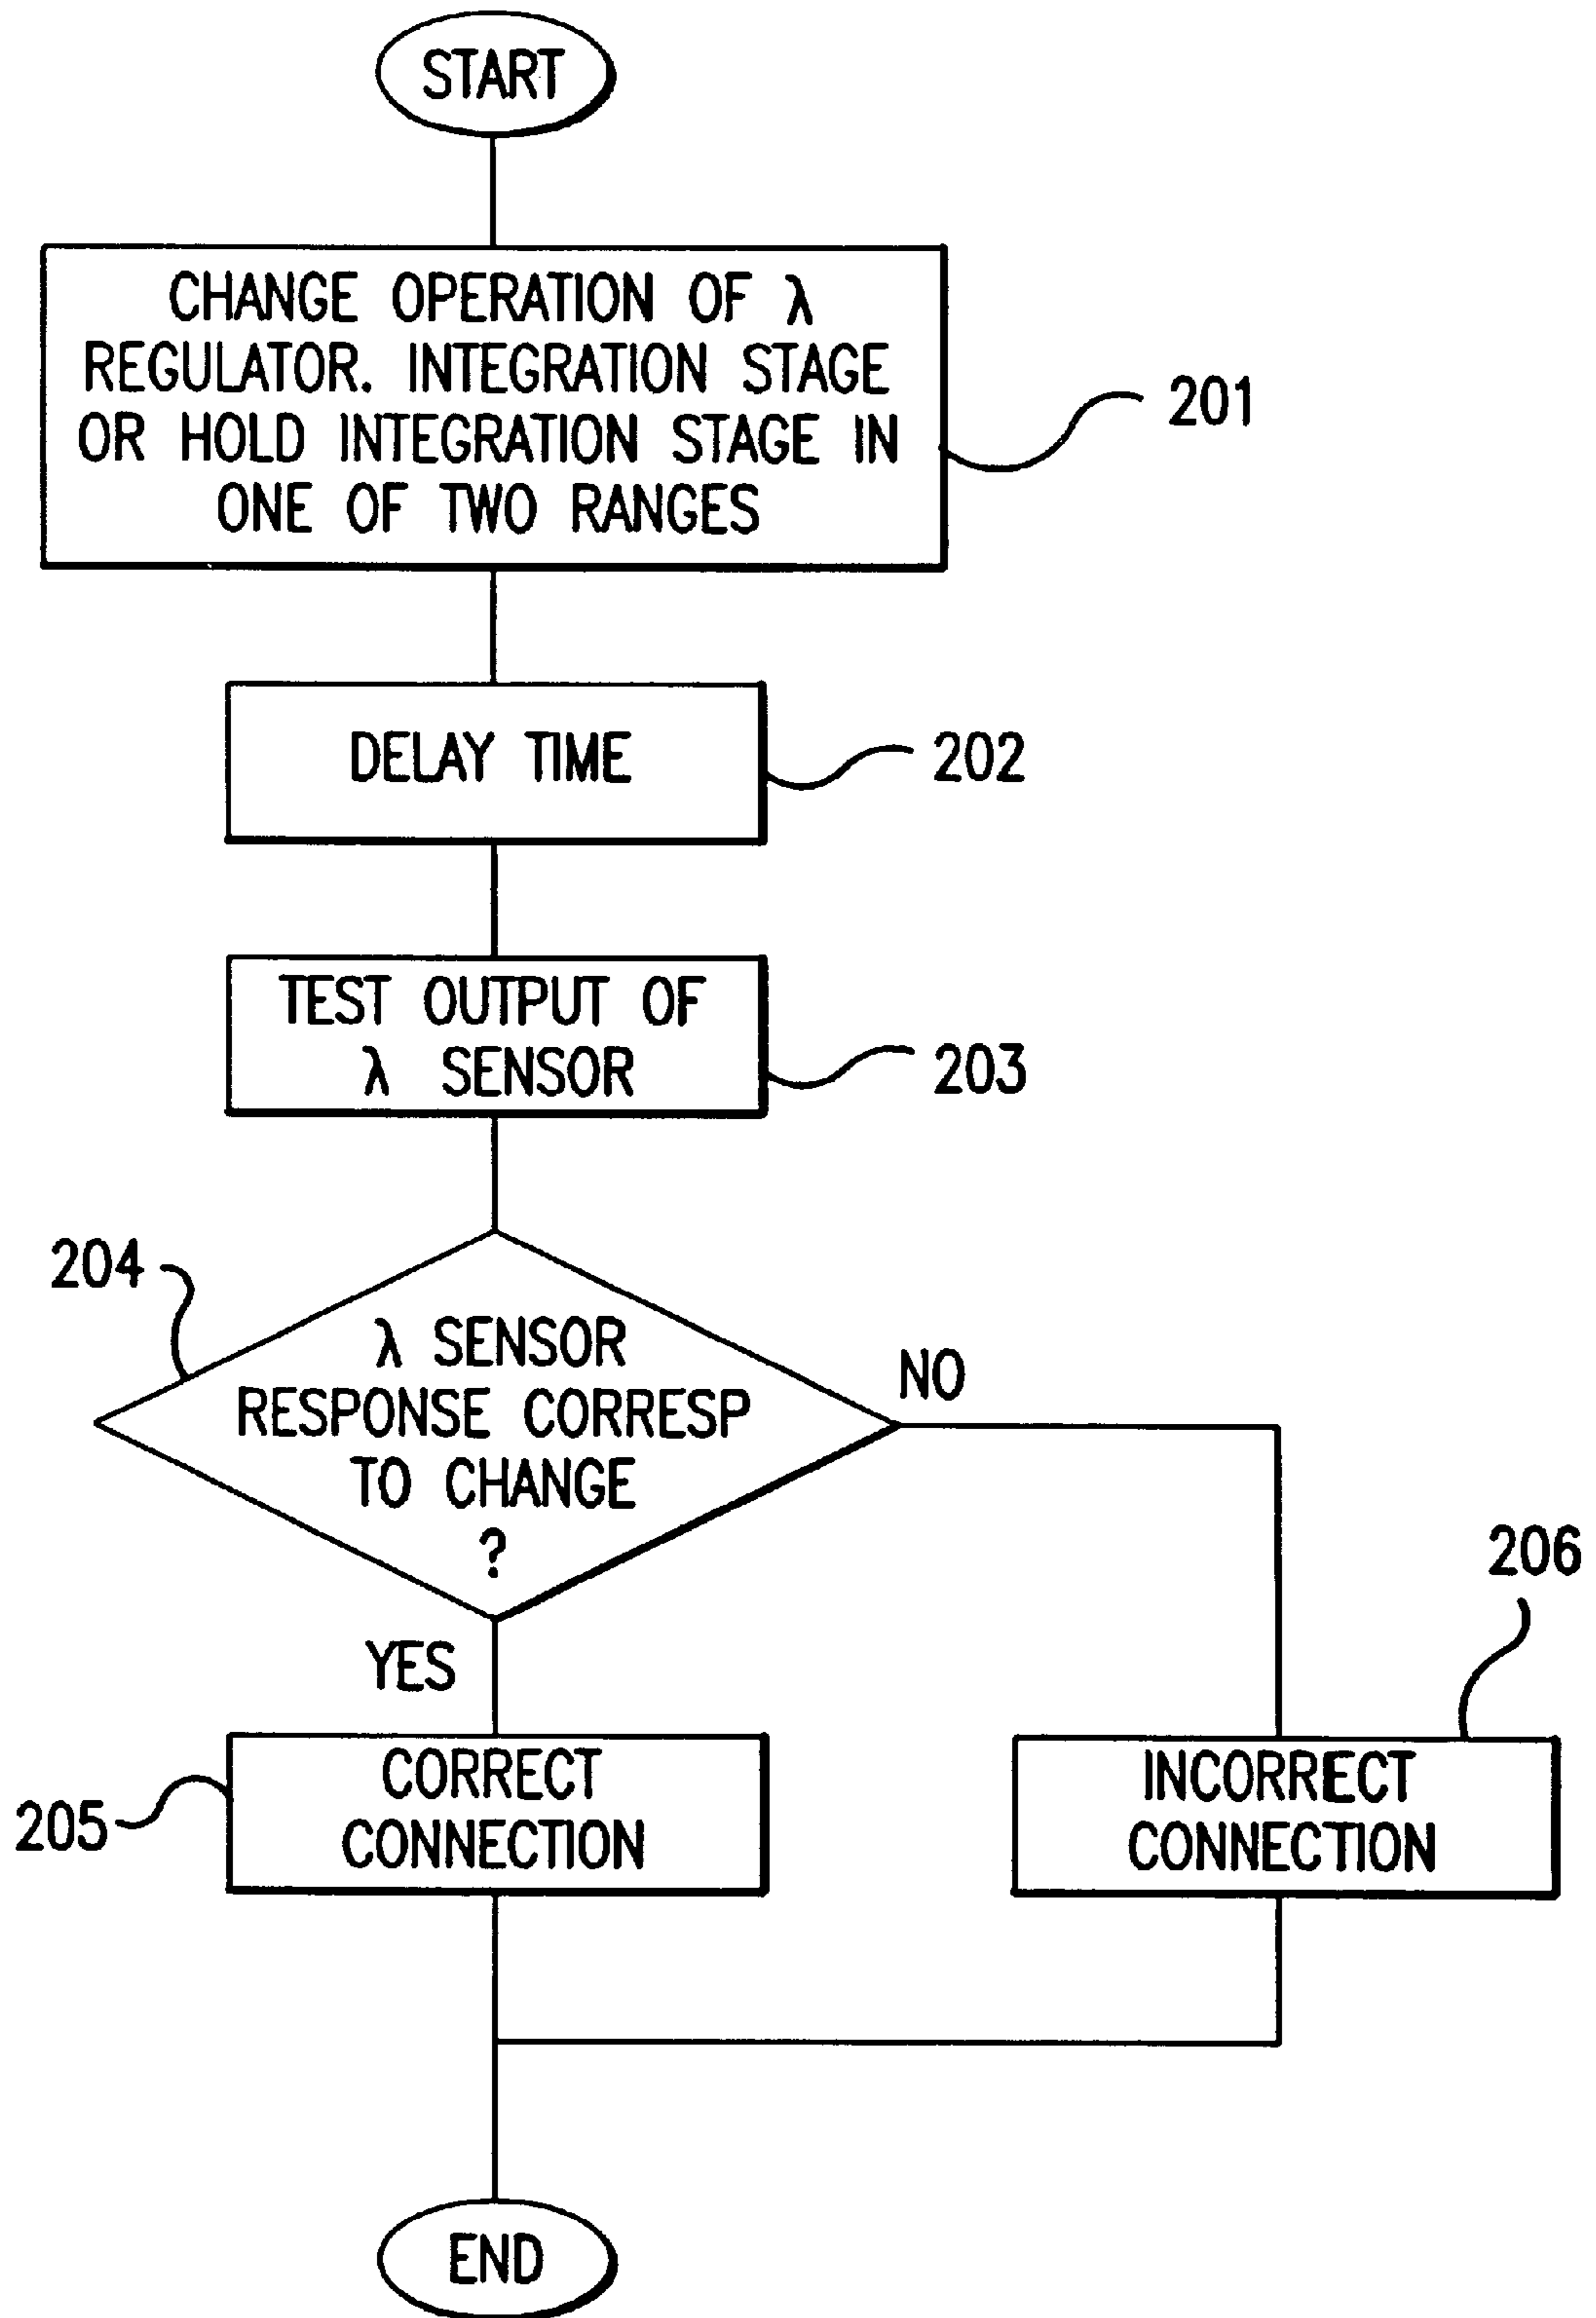 START
CHANGE OPERATION OF λ
REGULATOR. INTEGRATION STAGE
OR HOLD INTEGRATION STAGE IN
ONE OF TWO RANGES
201
DELAY TIME
202
TEST OUTPUT OF
λ SENSOR
203
204
λ SENSOR
RESPONSE CORRESP
TO CHANGE
?
NO
YES
206
CORRECT
CONNECTION
205
INCORRECT
CONNECTION
END